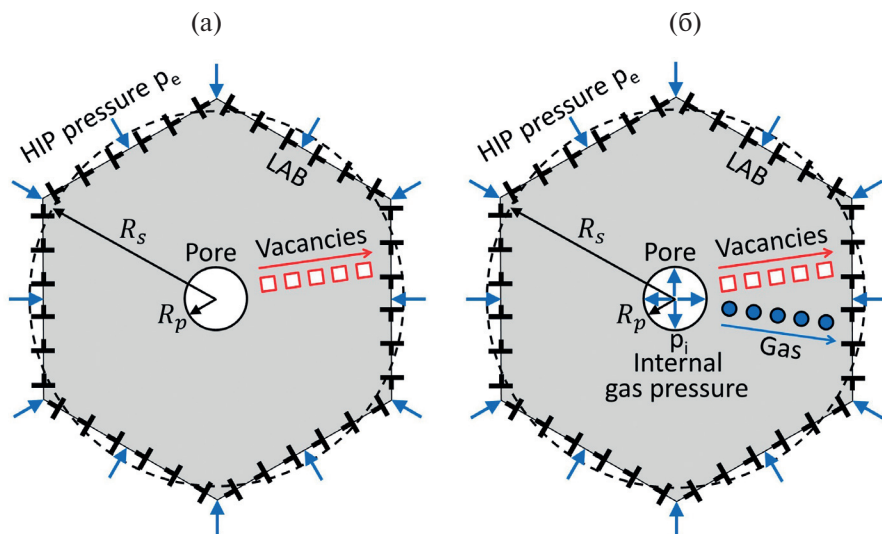 (а)
HIP pressure pe
LAB
Rs
Pore
Vacancies
Rp
(б)
HIP pressure pe
LAB
Rs
Pore
Vacancies
Rp
pi
Gas
Internal
gas pressure